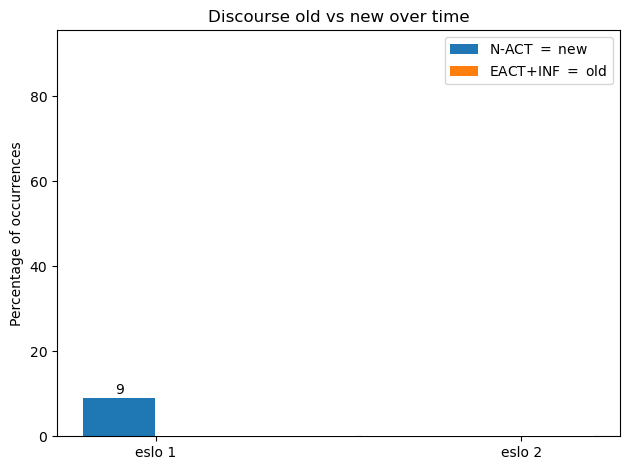 Discourse old vs new over time
N-ACT = new
EACT+INF = old
Percentage of occurrences
80
60
40
20
0
9
eslo 1
eslo 2